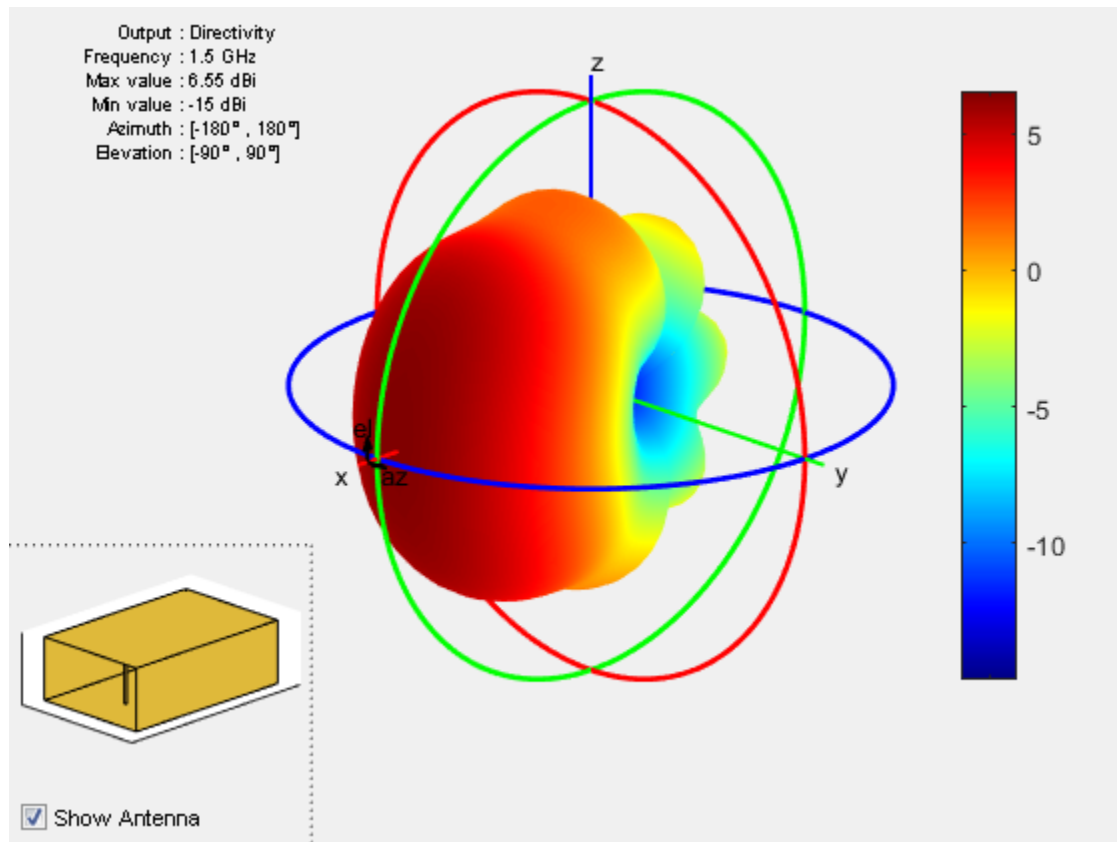 Output : Directivity
Frequency : 1.5 GHz
Max value : 6.55 dBi
Min value : -15 dBi
Azimuth : [-180° , 180°]
Elevation : [-90° , 90°]
z
5
0
-5
-10
el
x
az
y
Show Antenna